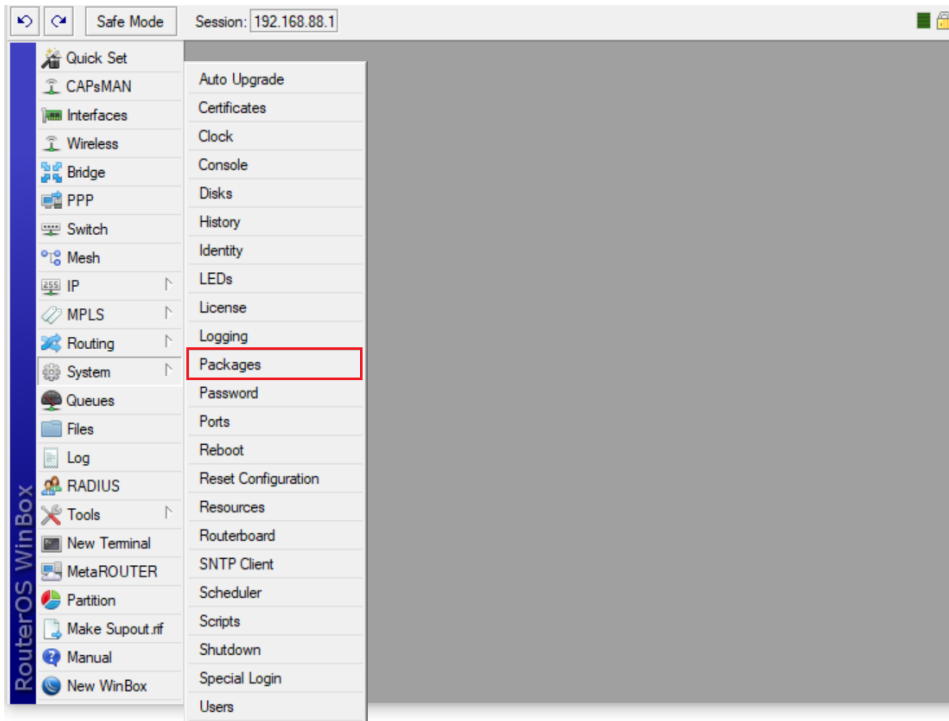 Safe Mode Session: 192.168.88.1
Quick Set
CAPsMAN
Interfaces
Wireless
Bridge
PPP
Switch
Mesh
255 IP
MPLS
Routing
System
Queues
Files
Log
RADIUS
Tools
New Terminal
MetaROUTER
Partition
Make Supout.rif
Manual
New WinBox
RouterOS WinBox
Auto Upgrade
Certificates
Clock
Console
Disks
History
Identity
LEDs
License
Logging
Packages
Password
Ports
Reboot
Reset Configuration
Resources
Routerboard
SNTP Client
Scheduler
Scripts
Shutdown
Special Login
Users